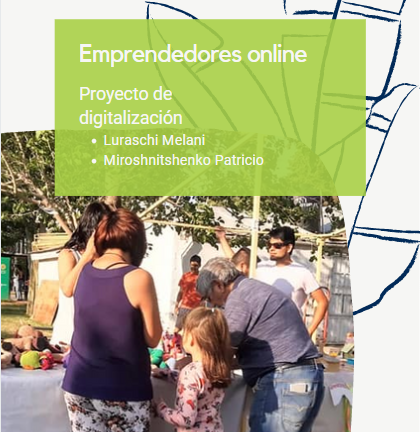 Emprendedores online
Proyecto de
digitalización
• Luraschi Melani
• Miroshnitshenko Patricio